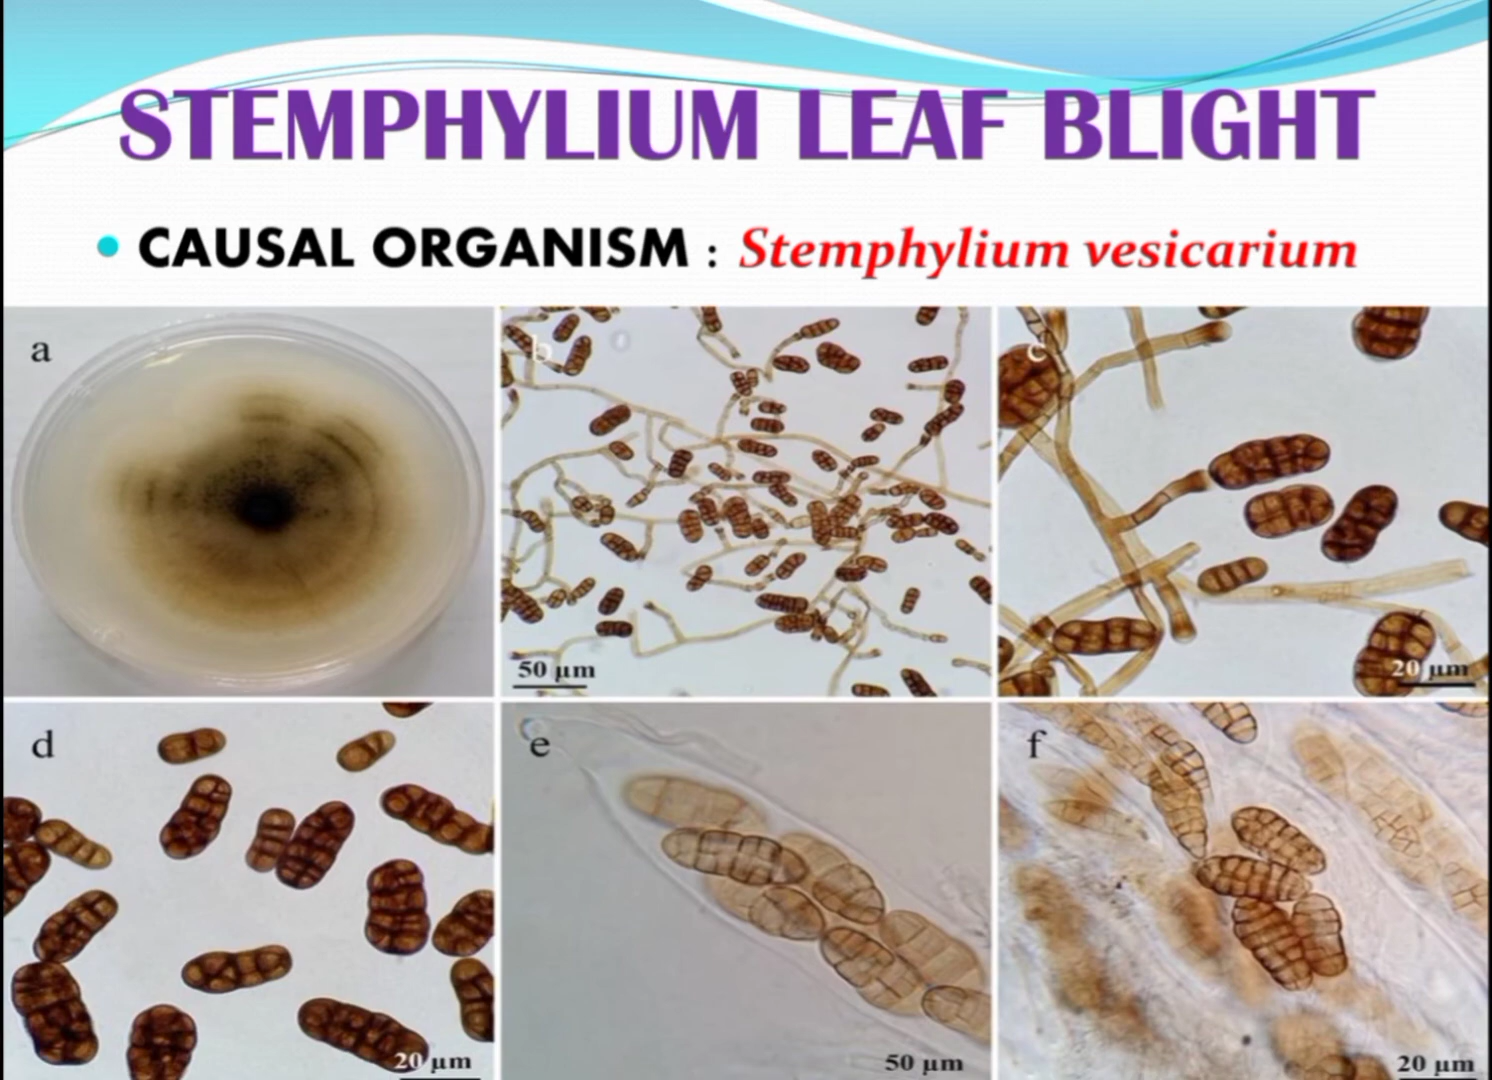 STEMPHYLIUM LEAF BLIGHT
• CAUSAL ORGANISM : Stemphylium vesicarium
a
b
c
50 µm
20 µm
d
e
f
20 µm
50 µm
20 µm